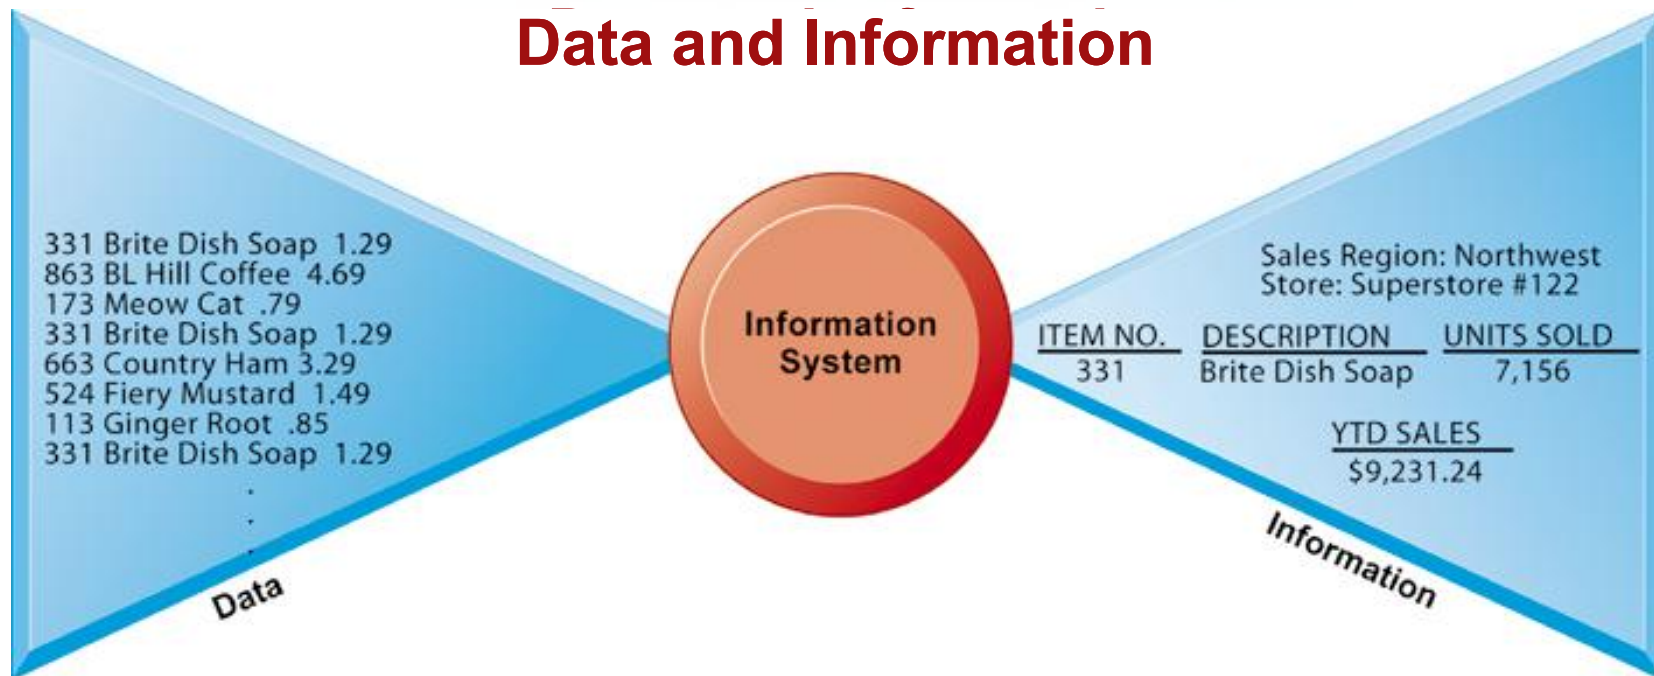 Data and Information
331 Brite Dish Soap 1.29
863 BL Hill Coffee 4.69
173 Meow Cat .79
331 Brite Dish Soap 1.29
663 Country Ham 3.29
524 Fiery Mustard 1.49
113 Ginger Root .85
331 Brite Dish Soap 1.29
.
.
.
Data
Information
System
Sales Region: Northwest
Store: Superstore #122
ITEM NO. DESCRIPTION UNITS SOLD
331 Brite Dish Soap 7,156
YTD SALES
$9,231.24
Information